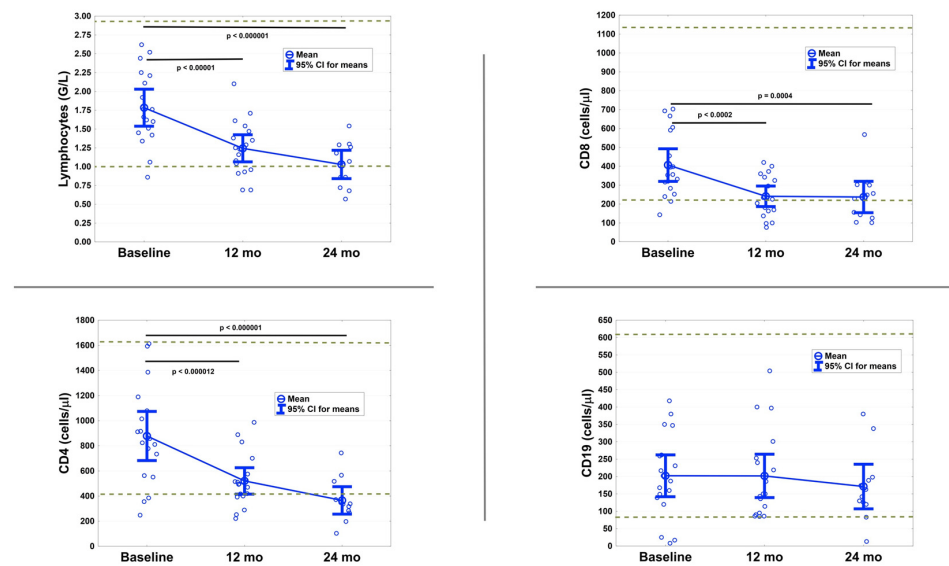 3.00
2.75
2.50
2.25
2.00
1.75
1.50
1.25
1.00
0.75
0.50
0.25
0.00
Lymphocytes (G/L)
p < 0.000001
p < 0.00001
Mean
95% CI for means
Baseline 12 mo 24 mo
1200
1100
1000
900
800
700
600
500
400
300
200
100
0
CD8 (cells/µl)
Mean
95% CI for means
p = 0.0004
p < 0.0002
Baseline 12 mo 24 mo
1800
1600
1400
1200
1000
800
600
400
200
0
CD4 (cells/µl)
p < 0.000001
p < 0.000012
Mean
95% CI for means
Baseline 12 mo 24 mo
650
600
550
500
450
400
350
300
250
200
150
100
50
0
CD19 (cells/µl)
Mean
95% CI for means
Baseline 12 mo 24 mo